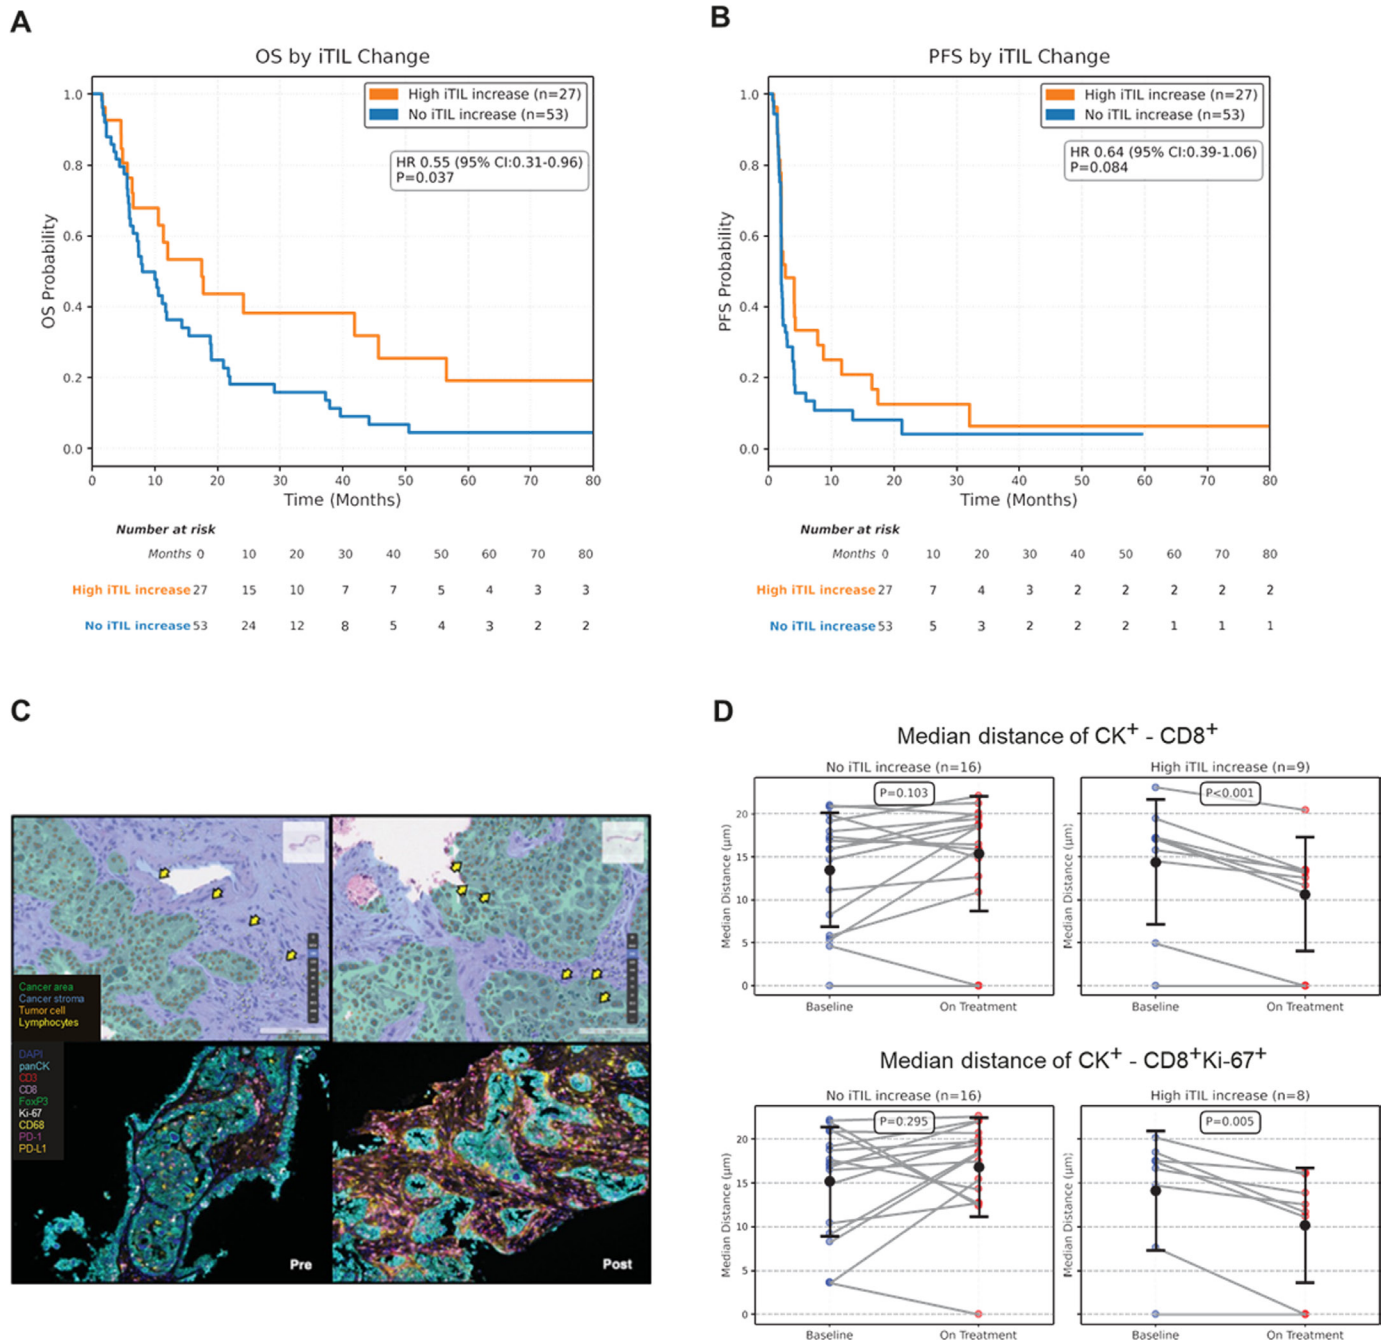 A
OS by iTIL Change
High iTIL increase (n=27)
No iTIL increase (n=53)
HR 0.55 (95% CI:0.31-0.96)
P=0.037
OS Probability
1.0
0.8
0.6
0.4
0.2
0.0
0 10 20 30 40 50 60 70 80
Time (Months)
Number at risk
Months 0 10 20 30 40 50 60 70 80
High iTIL increase 27 15 10 7 7 5 4 3 3
No iTIL increase 53 24 12 8 5 4 3 2 2
B
PFS by iTIL Change
High iTIL increase (n=27)
No iTIL increase (n=53)
HR 0.64 (95% CI:0.39-1.06)
P=0.084
PFS Probability
1.0
0.8
0.6
0.4
0.2
0.0
0 10 20 30 40 50 60 70 80
Time (Months)
Number at risk
Months 0 10 20 30 40 50 60 70 80
High iTIL increase 27 7 4 3 2 2 2 2 2
No iTIL increase 53 5 3 2 2 2 1 1 1
C
Cancer area
Cancer stroma
Tumor cell
Lymphocytes
DAPI
panCK
CD3
CD8
FoxP3
Ki-67
CD68
PD-1
PD-L1
Pre
Post
D
Median distance of CK⁺ - CD8⁺
No iTIL increase (n=16)
P=0.103
Median Distance (μm)
20
15
10
5
0
Baseline On Treatment
High iTIL increase (n=9)
P<0.001
Median Distance (μm)
Baseline On Treatment
Median distance of CK⁺ - CD8⁺Ki-67⁺
No iTIL increase (n=16)
P=0.295
Median Distance (μm)
20
15
10
5
0
Baseline On Treatment
High iTIL increase (n=8)
P=0.005
Median Distance (μm)
Baseline On Treatment